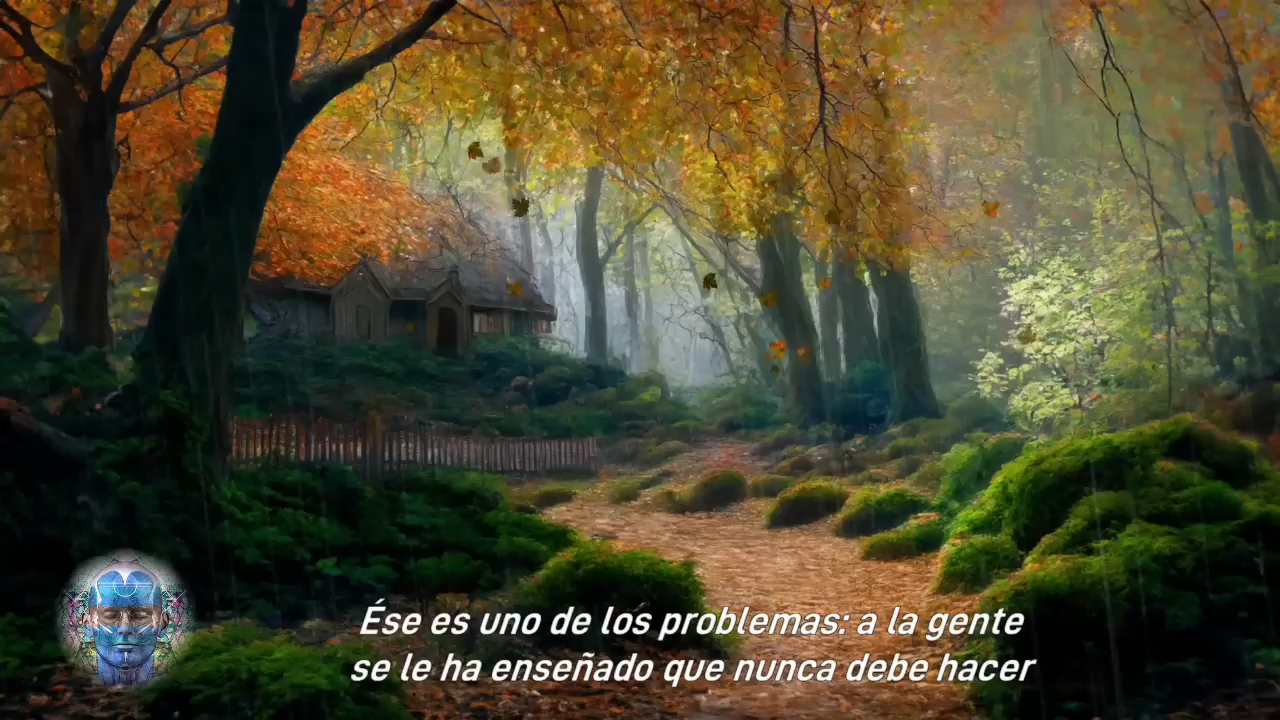 Ése es uno de los problemas: a la gente
se le ha enseñado que nunca debe hacer